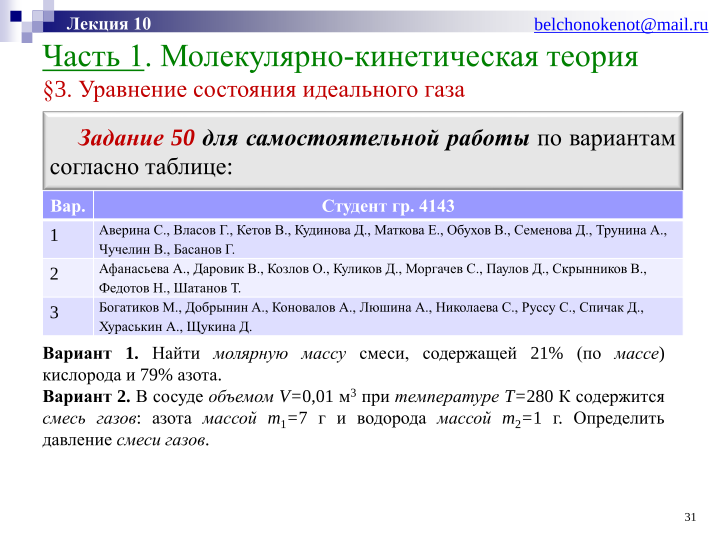 Лекция 10
belchonokenot@mail.ru
Часть 1. Молекулярно-кинетическая теория
§3. Уравнение состояния идеального газа
Задание 50 для самостоятельной работы по вариантам
согласно таблице:
Вар. Студент гр. 4143
1 Аверина С., Власов Г., Кетов В., Кудинова Д., Маткова Е., Обухов В., Семенова Д., Трунина А.,
Чучелин В., Басанов Г.
2 Афанасьева А., Даровик В., Козлов О., Куликов Д., Моргачев С., Паулов Д., Скрынников В.,
Федотов Н., Шатанов Т.
3 Богатиков М., Добрынин А., Коновалов А., Люшина А., Николаева С., Руссу С., Спичак Д.,
Хураськин А., Щукина Д.
Вариант 1. Найти молярную массу смеси, содержащей 21% (по массе)
кислорода и 79% азота.
Вариант 2. В сосуде объемом V=0,01 м³ при температуре T=280 К содержится
смесь газов: азота массой m₁=7 г и водорода массой m₂=1 г. Определить
давление смеси газов.
31